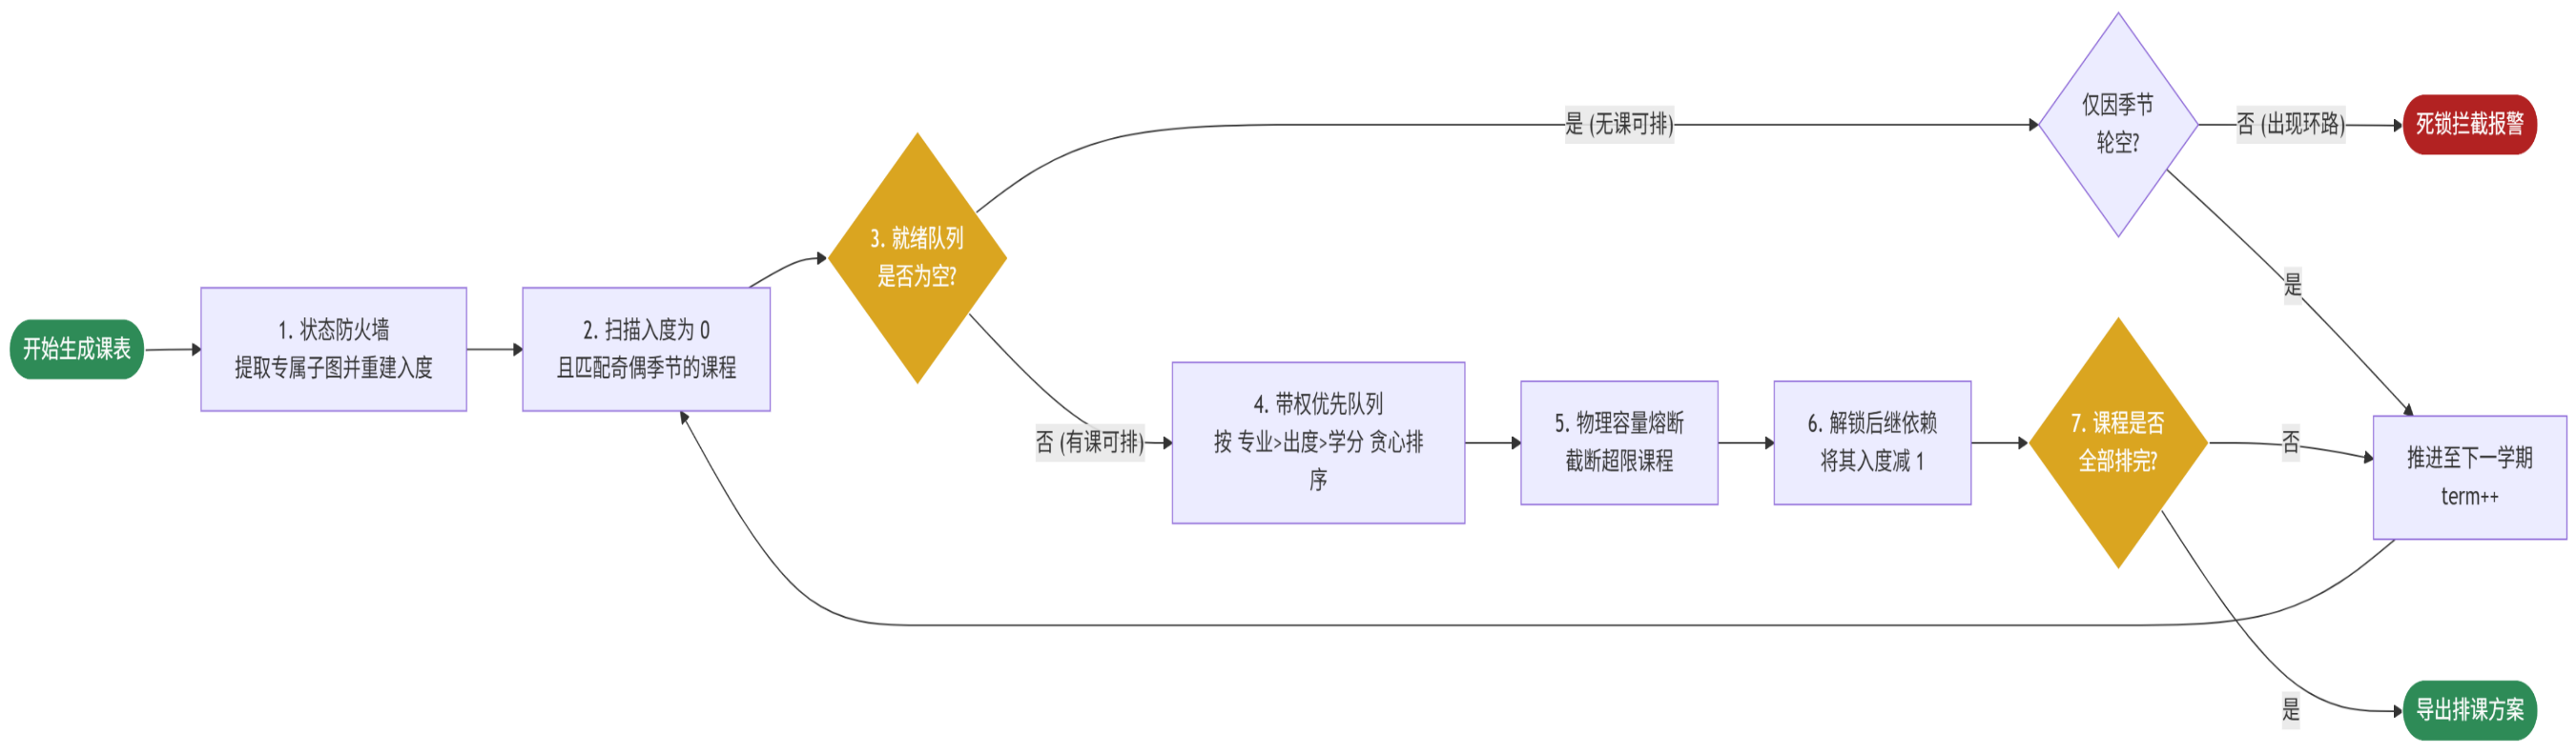 开始生成课表
1. 状态防火墙
提取专属子图并重建入度
2. 扫描入度为 0
且匹配奇偶季节的课程
3. 就绪队列
是否为空?
是 (无课可排)
否 (有课可排)
仅因季节
轮空?
否 (出现环路)
死锁拦截报警
是
4. 带权优先队列
按 专业>出度>学分 贪心排
序
5. 物理容量熔断
截断超限课程
6. 解锁后继依赖
将其入度减 1
7. 课程是否
全部排完?
否
推进至下一学期
term++
是
导出排课方案